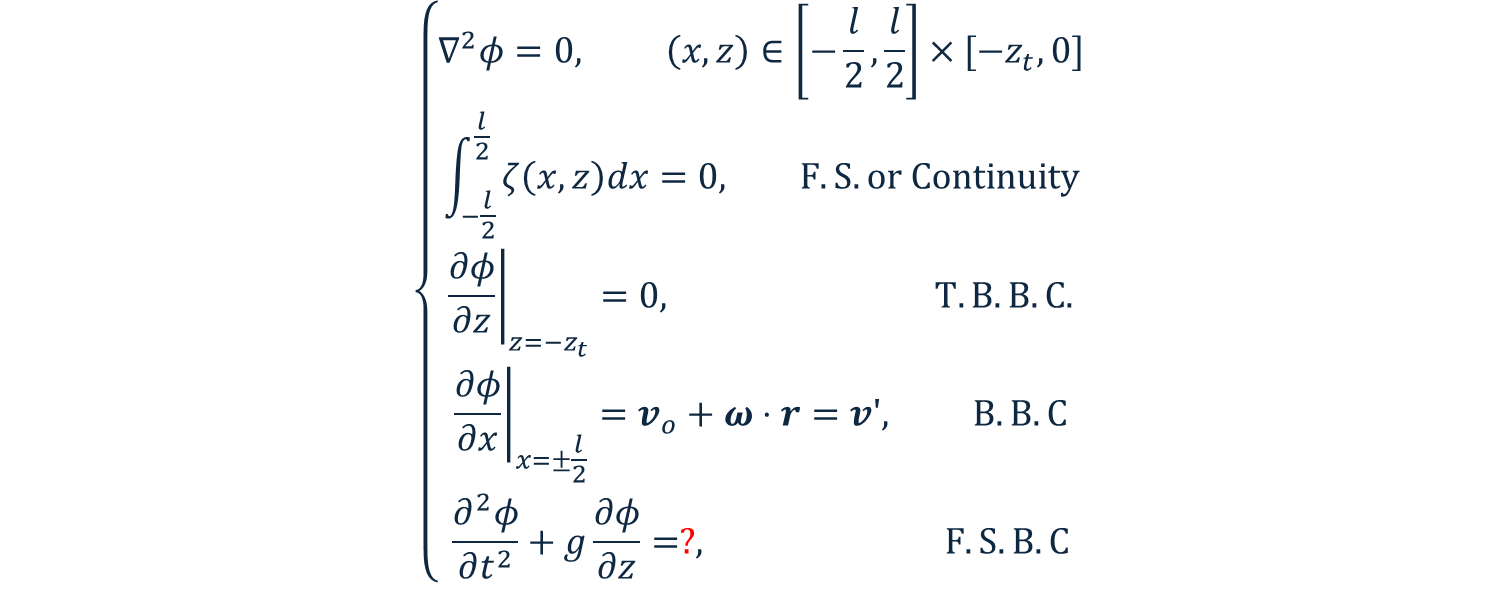 ∇²ϕ = 0, (x, z) ∈ [−l/2, l/2] × [−z_t, 0]
∫_{−l/2}^{l/2} ζ(x, z)dx = 0, F. S. or Continuity
∂ϕ/∂z|_{z=−z_t} = 0, T. B. B. C.
∂ϕ/∂x|_{x=±l/2} = v_o + ω · r = v', B. B. C
∂²ϕ/∂t² + g ∂ϕ/∂z =?, F. S. B. C